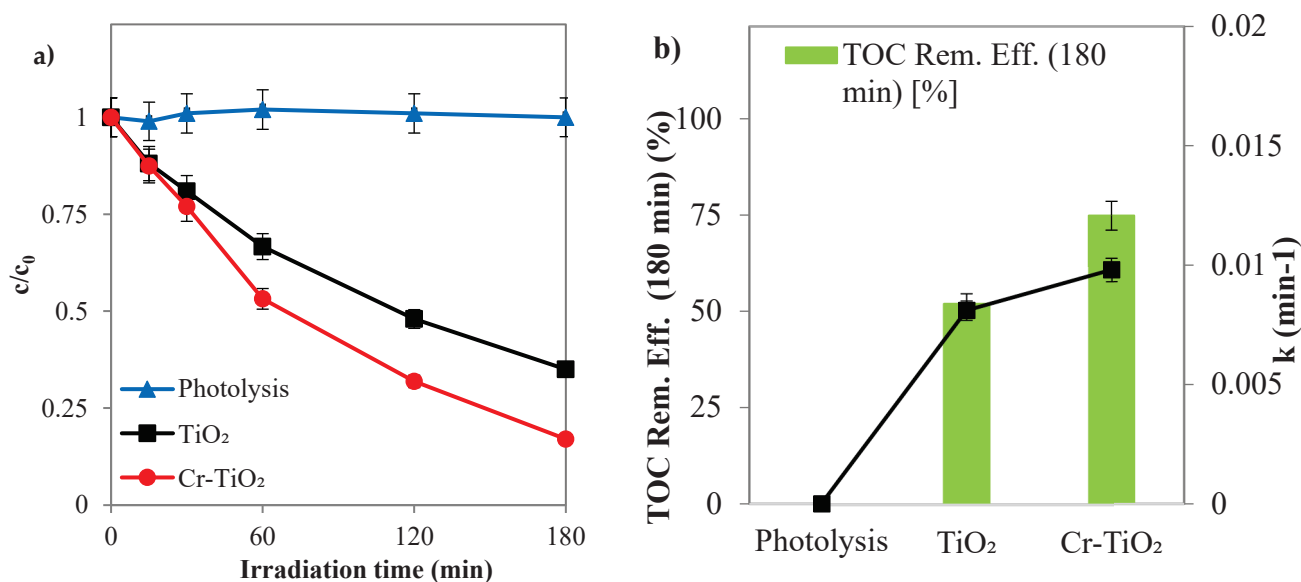 a)
c/c₀
1
0.75
0.5
0.25
0
Photolysis
TiO₂
Cr-TiO₂
0 60 120 180
Irradiation time (min)
b)
TOC Rem. Eff. (180
min) [%]
TOC Rem. Eff. (180 min) (%)
100
75
50
25
0
0.02
0.015
0.01
0.005
0
k (min-1)
Photolysis TiO₂ Cr-TiO₂